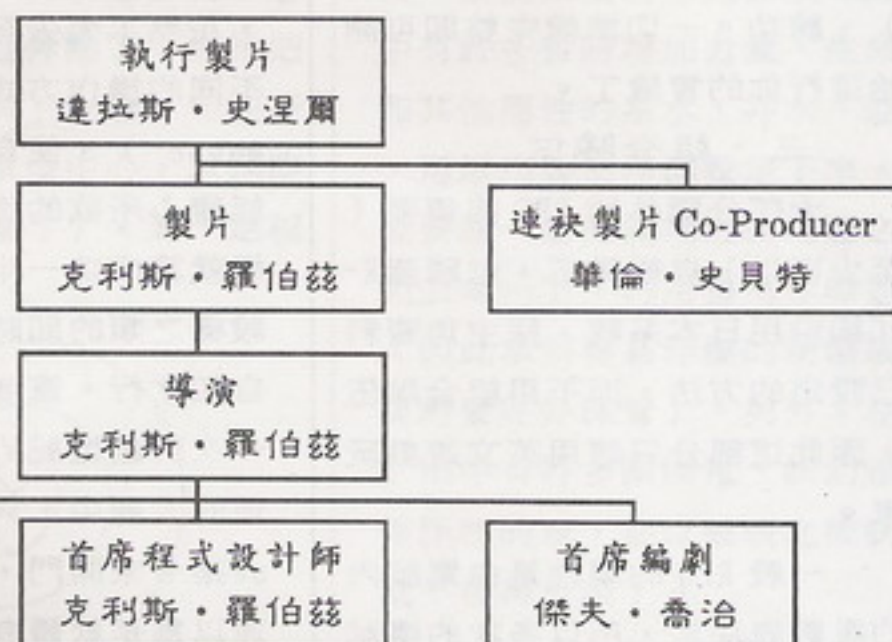 執行製片
達拉斯・史涅爾
製片
克利斯・羅伯茲
連袂製片 Co-Producer
華倫・史貝特
導演
克利斯・羅伯茲
首席程式設計師
克利斯・羅伯茲
首席編劇
傑夫・喬治